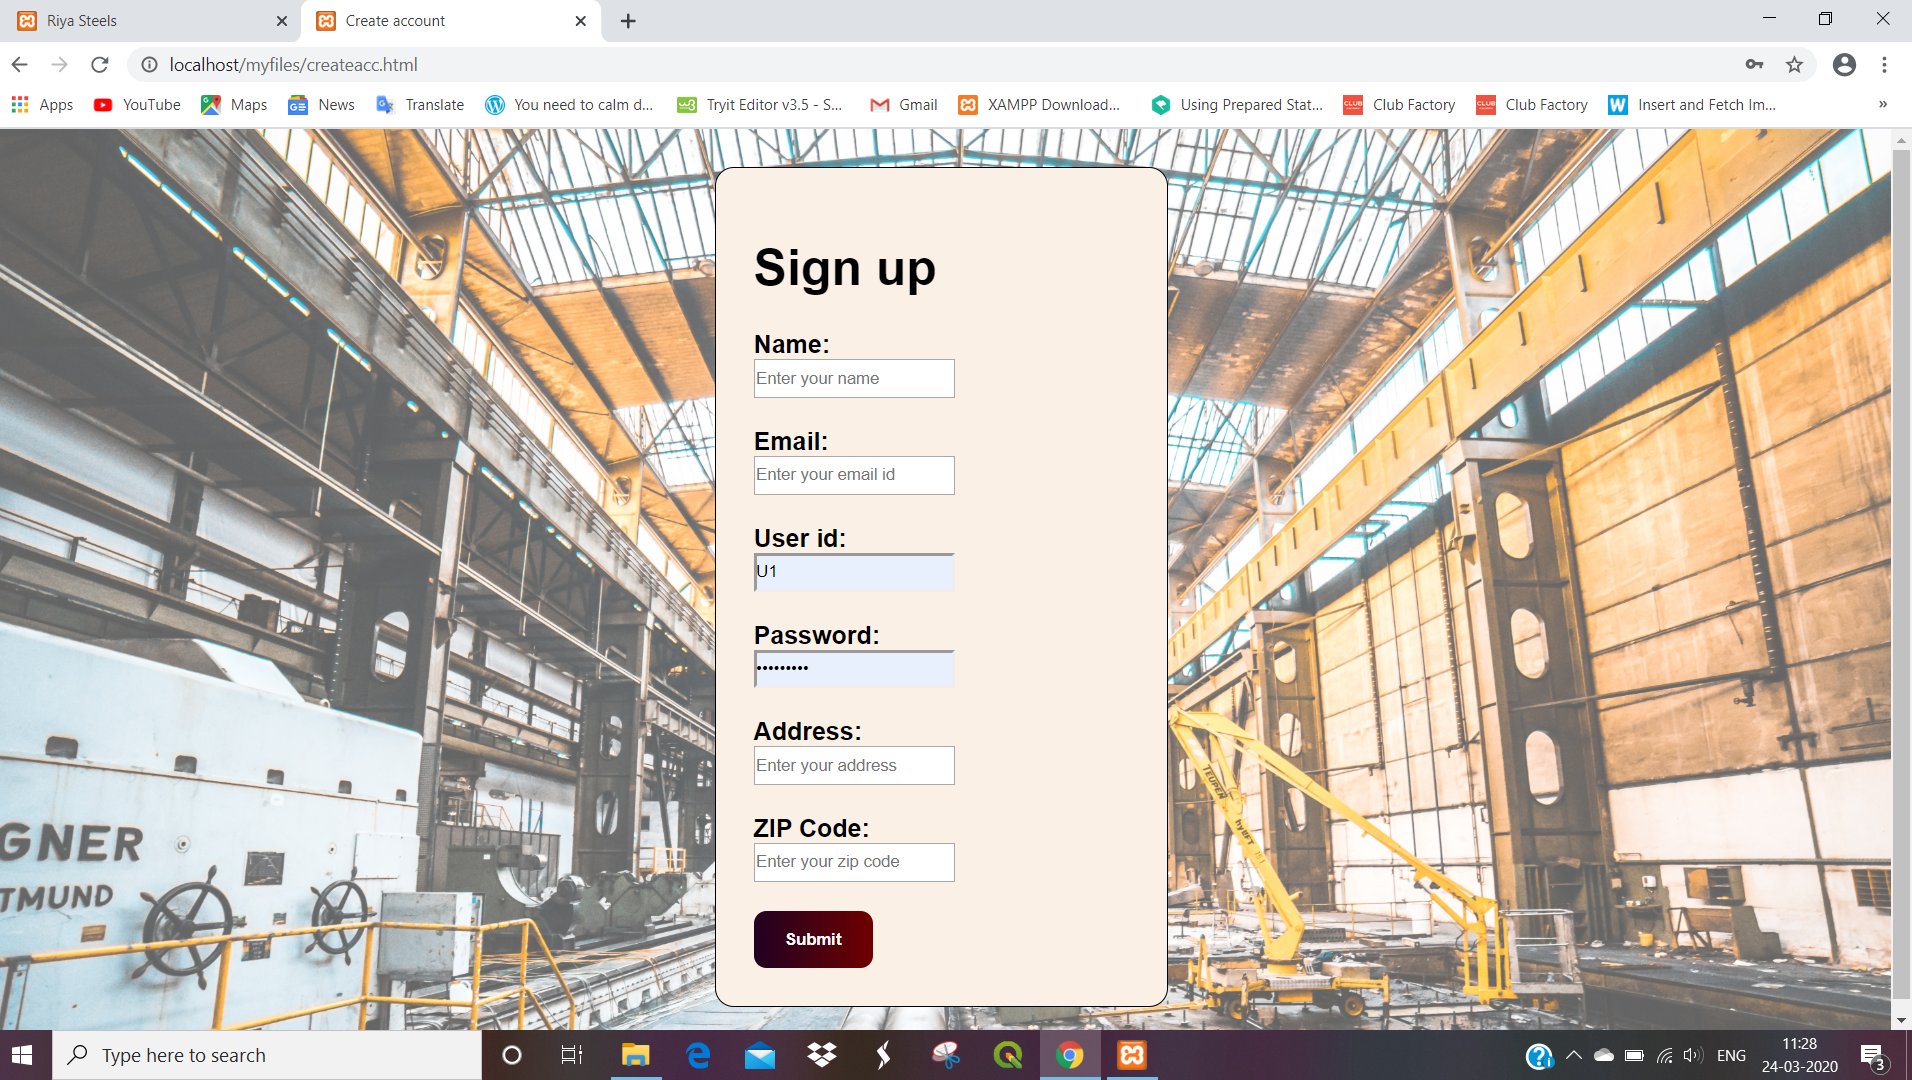 Riya Steels
Create account
localhost/myfiles/createacc.html
Apps
YouTube
Maps
News
Translate
You need to calm d...
Tryit Editor v3.5 - S...
Gmail
XAMPP Download...
Using Prepared Stat...
Club Factory
Club Factory
Insert and Fetch Im...
»
Sign up
Name:
Enter your name
Email:
Enter your email id
User id:
U1
Password:
•••••••••
Address:
Enter your address
ZIP Code:
Enter your zip code
Submit
GNER
TMUND
TEUPEN
Type here to search
ENG
11:28
24-03-2020
3